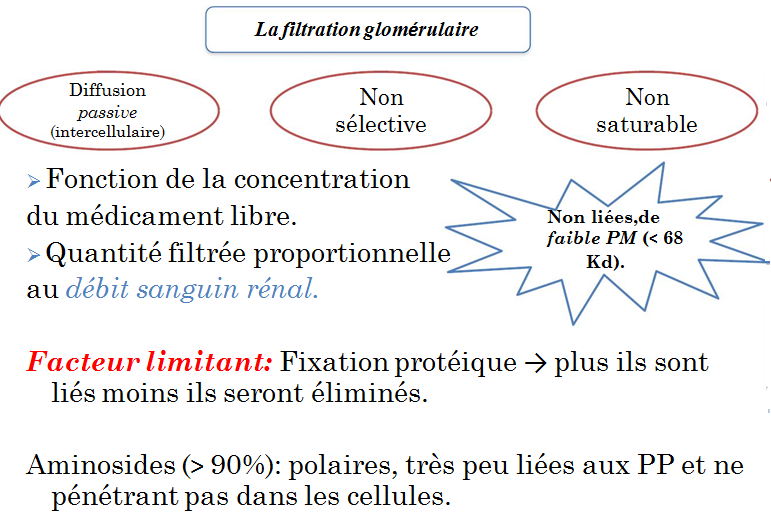 La filtration glomérulaire
Diffusion
passive
(intercellulaire)
Non
sélective
Non
saturable
➢ Fonction de la concentration
du médicament libre.
➢ Quantité filtrée proportionnelle
au débit sanguin rénal.
Non liées,de
faible PM (< 68
Kd).
Facteur limitant: Fixation protéique → plus ils sont
liés moins ils seront éliminés.
Aminosides (> 90%): polaires, très peu liées aux PP et ne
pénétrant pas dans les cellules.